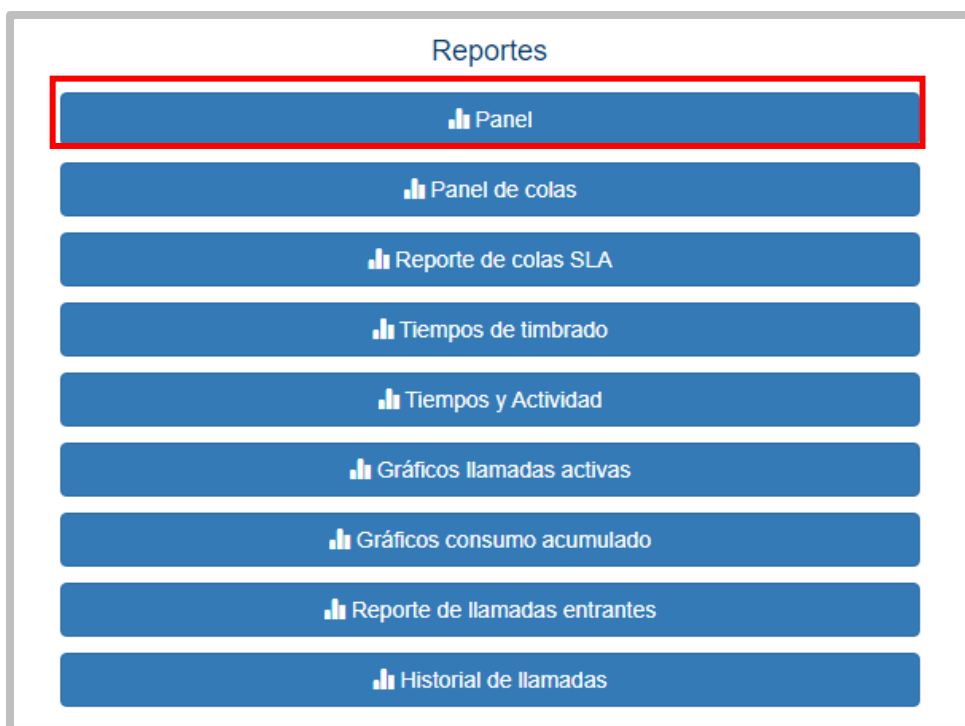 Reportes
Panel
Panel de colas
Reporte de colas SLA
Tiempos de timbrado
Tiempos y Actividad
Gráficos llamadas activas
Gráficos consumo acumulado
Reporte de llamadas entrantes
Historial de llamadas